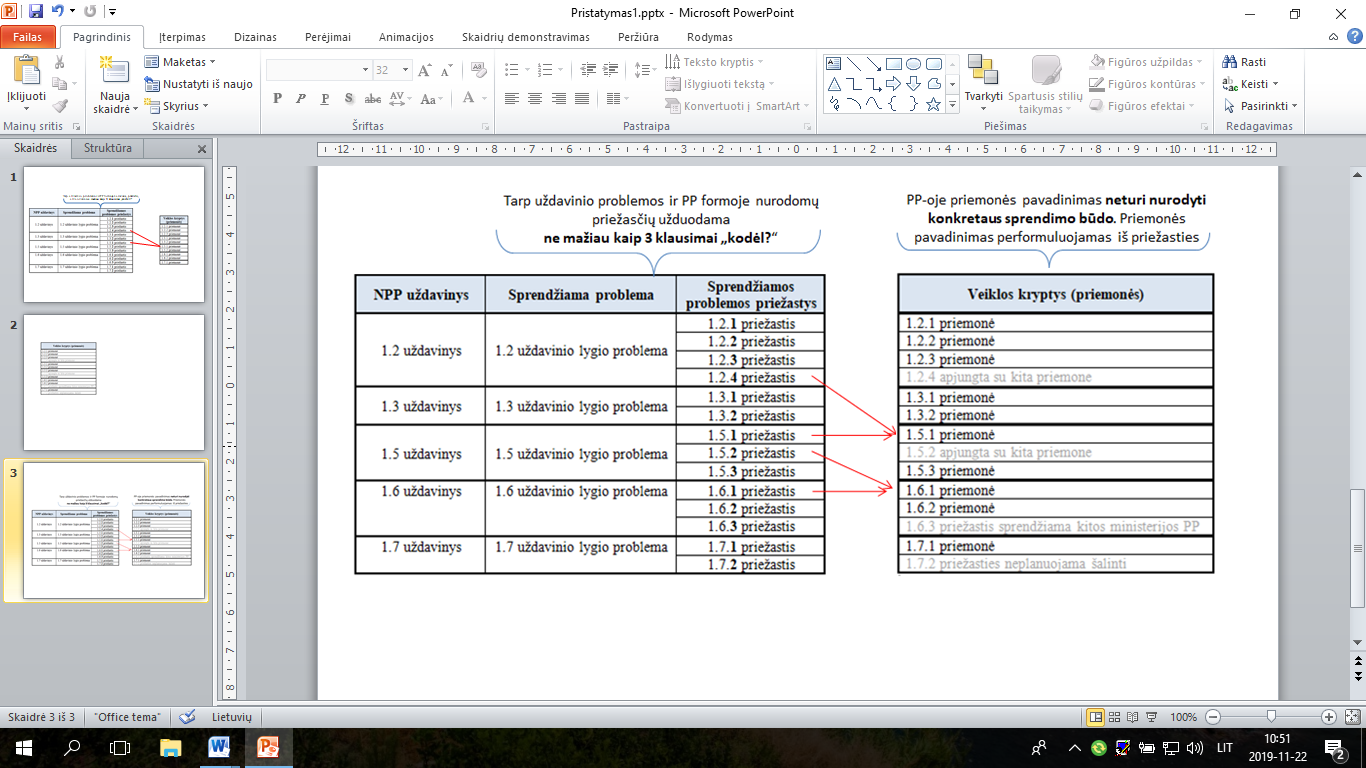 Pristatymas1.pptx - Microsoft PowerPoint
Failas Pagrindinis Įterpimas Dizainas Perėjimai Animacijos Skaidrių demonstravimas Peržiūra Rodymas
Įklijuoti
Mainų sritis
Nauja skaidrė
Maketas
Nustatyti iš naujo
Skyrius
Skaidrės
32
Šriftas
Teksto kryptis
Išlygiuoti tekstą
Konvertuoti į SmartArt
Pastraipa
Tvarkyti
Spartusis stilių taikymas
Figūros užpildas
Figūros kontūras
Figūros efektai
Piešimas
Rasti
Keisti
Pasirinkti
Redagavimas
Skaidrės Struktūra
1
2
3
Tarp uždavinio problemos ir PP formoje nurodomų
priežasčių užduodama
ne mažiau kaip 3 klausimai „kodėl?“
PP-oje priemonės pavadinimas neturi nurodyti
konkretaus sprendimo būdo. Priemonės
pavadinimas performuluojamas iš priežasties
NPP uždavinys Sprendžiama problema Sprendžiamos problemos priežastys
1.2 uždavinys 1.2 uždavinio lygio problema
1.2.1 priežastis
1.2.2 priežastis
1.2.3 priežastis
1.2.4 priežastis
1.3 uždavinys 1.3 uždavinio lygio problema
1.3.1 priežastis
1.3.2 priežastis
1.5 uždavinys 1.5 uždavinio lygio problema
1.5.1 priežastis
1.5.2 priežastis
1.5.3 priežastis
1.6 uždavinys 1.6 uždavinio lygio problema
1.6.1 priežastis
1.6.2 priežastis
1.6.3 priežastis
1.7 uždavinys 1.7 uždavinio lygio problema
1.7.1 priežastis
1.7.2 priežastis
Veiklos kryptys (priemonės)
1.2.1 priemonė
1.2.2 priemonė
1.2.3 priemonė
1.2.4 apjungta su kita priemone
1.3.1 priemonė
1.3.2 priemonė
1.5.1 priemonė
1.5.2 apjungta su kita priemone
1.5.3 priemonė
1.6.1 priemonė
1.6.2 priemonė
1.6.3 priežastis sprendžiama kitos ministerijos PP
1.7.1 priemonė
1.7.2 priežasties neplanuojama šalinti
Skaidrė 3 iš 3 "Office tema" Lietuvių 100%
LIT 10:51
2019-11-22
2